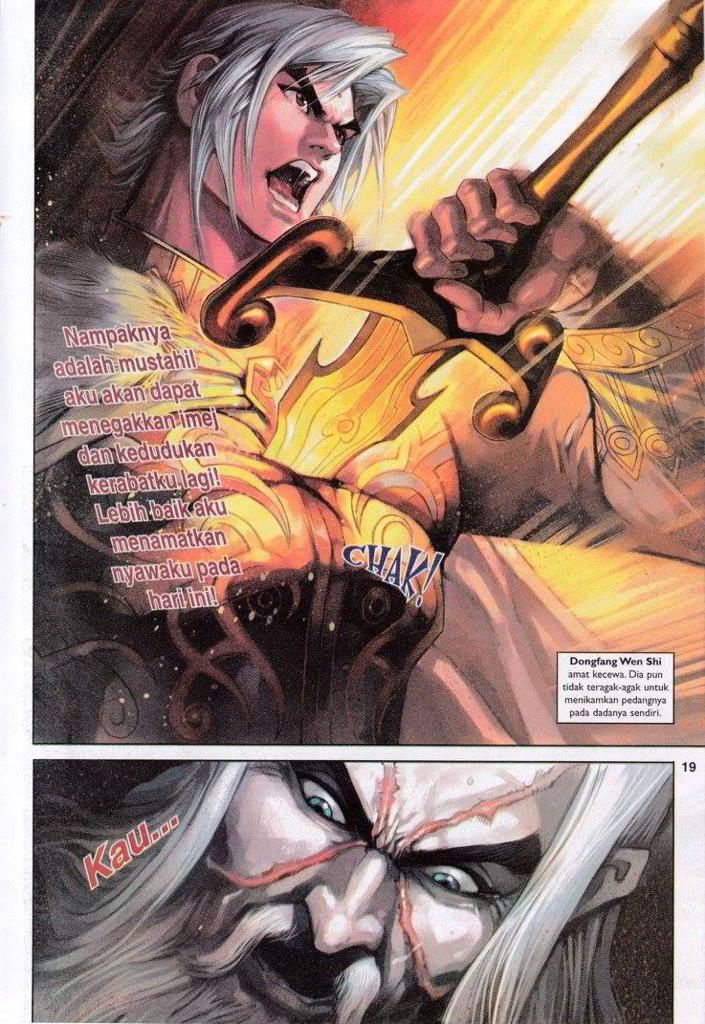 Nampaknya
adalah mustahil
aku akan dapat
menegakkan imej
dan kedudukan
kerabatku lagi!
Lebih baik aku
menamatkan
nyawaku pada
hari ini!
CHAK!
Dongfang Wen Shi
amat kecewa. Dia pun
tidak teragak-agak untuk
menikamkan pedangnya
pada dadanya sendiri.
19
Kau...